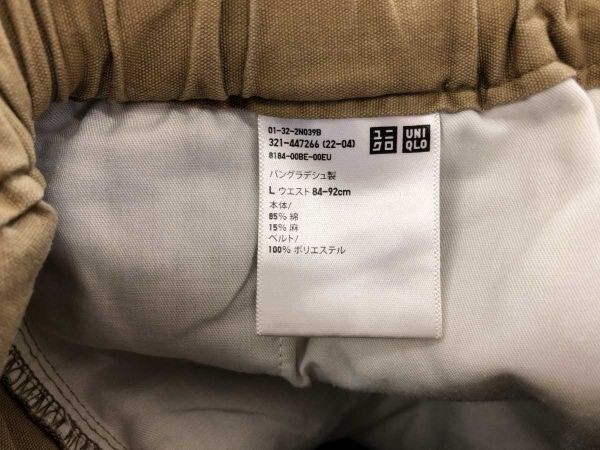 01-32-2N039B
321-447266 (22-04)
8184-00BE-00EU
ユニ
クロ
UNI
QLO
バングラデシュ製
L ウエスト 84-92cm
本体/
85% 綿
15% 麻
ベルト/
100% ポリエステル